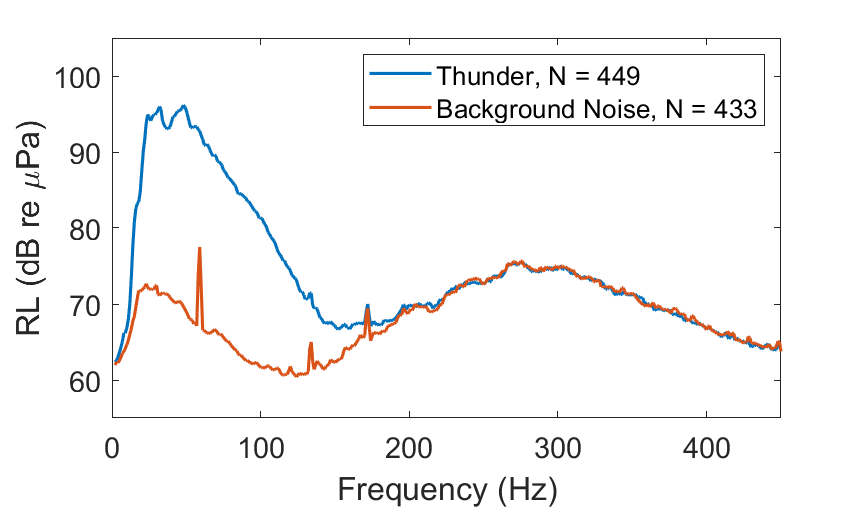 Thunder, N = 449
Background Noise, N = 433
RL (dB re μPa)
100
90
80
70
60
0 100 200 300 400
Frequency (Hz)